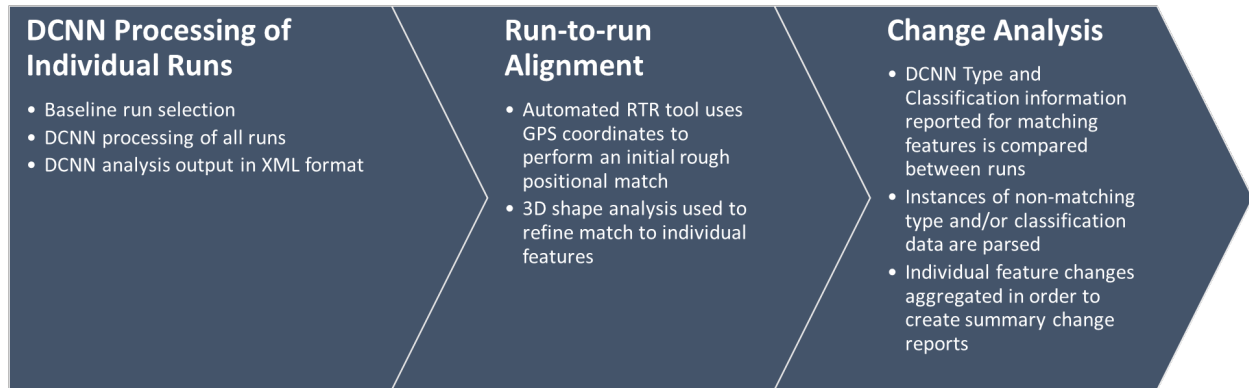 DCNN Processing of
Individual Runs
• Baseline run selection
• DCNN processing of all runs
• DCNN analysis output in XML format
Run-to-run
Alignment
• Automated RTR tool uses
GPS coordinates to
perform an initial rough
positional match
• 3D shape analysis used to
refine match to individual
features
Change Analysis
• DCNN Type and
Classification information
reported for matching
features is compared
between runs
• Instances of non-matching
type and/or classification
data are parsed
• Individual feature changes
aggregated in order to
create summary change
reports